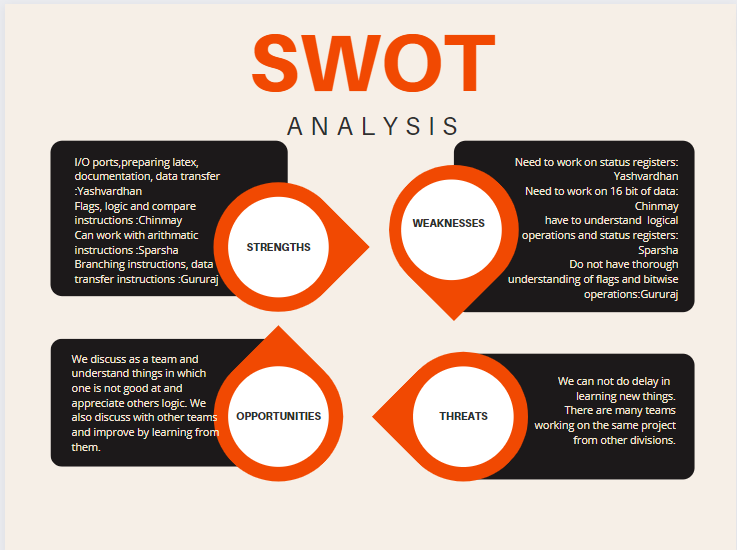 SWOT
ANALYSIS
I/O ports,preparing latex,
documentation, data transfer
:Yashvardhan
Flags, logic and compare
instructions :Chinmay
Can work with arithmatic
instructions :Sparsha
Branching instructions, data
transfer instructions :Gururaj
STRENGTHS
WEAKNESSES
Need to work on status registers:
Yashvardhan
Need to work on 16 bit of data:
Chinmay
have to understand logical
operations and status registers:
Sparsha
Do not have thorough
understanding of flags and bitwise
operations:Gururaj
We discuss as a team and
understand things in which
one is not good at and
appreciate others logic. We
also discuss with other teams
and improve by learning from
them.
OPPORTUNITIES
THREATS
We can not do delay in
learning new things.
There are many teams
working on the same project
from other divisions.